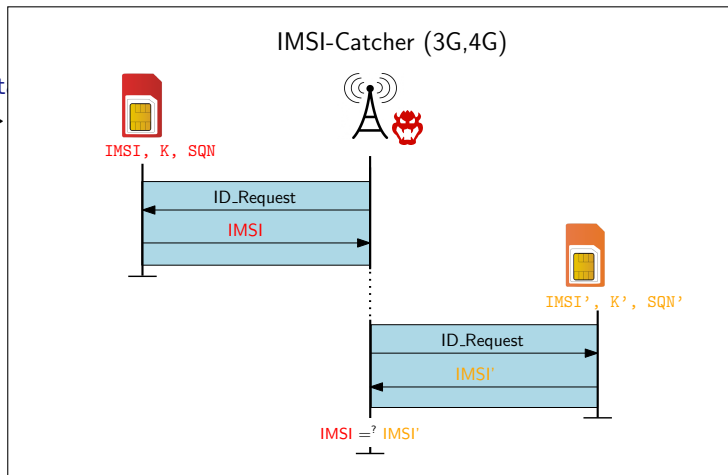 IMSI-Catcher (3G,4G)
IMSI, K, SQN
ID_Request
IMSI
IMSI', K', SQN'
ID_Request
IMSI'
IMSI =? IMSI'